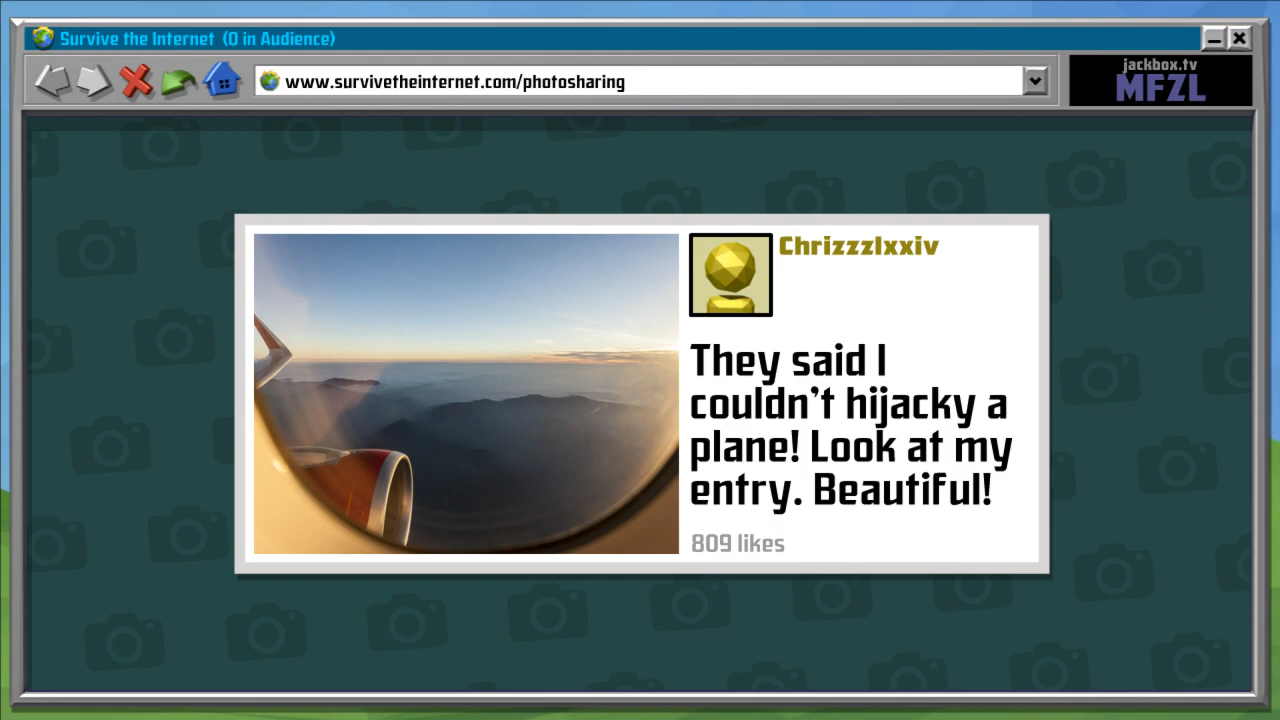 Survive the Internet (0 in Audience)
www.survivetheinternet.com/photosharing
jackbox.tv
MFZL
Chrizzzlxxiv
They said I
couldn't hijacky a
plane! Look at my
entry. Beautiful!
809 likes